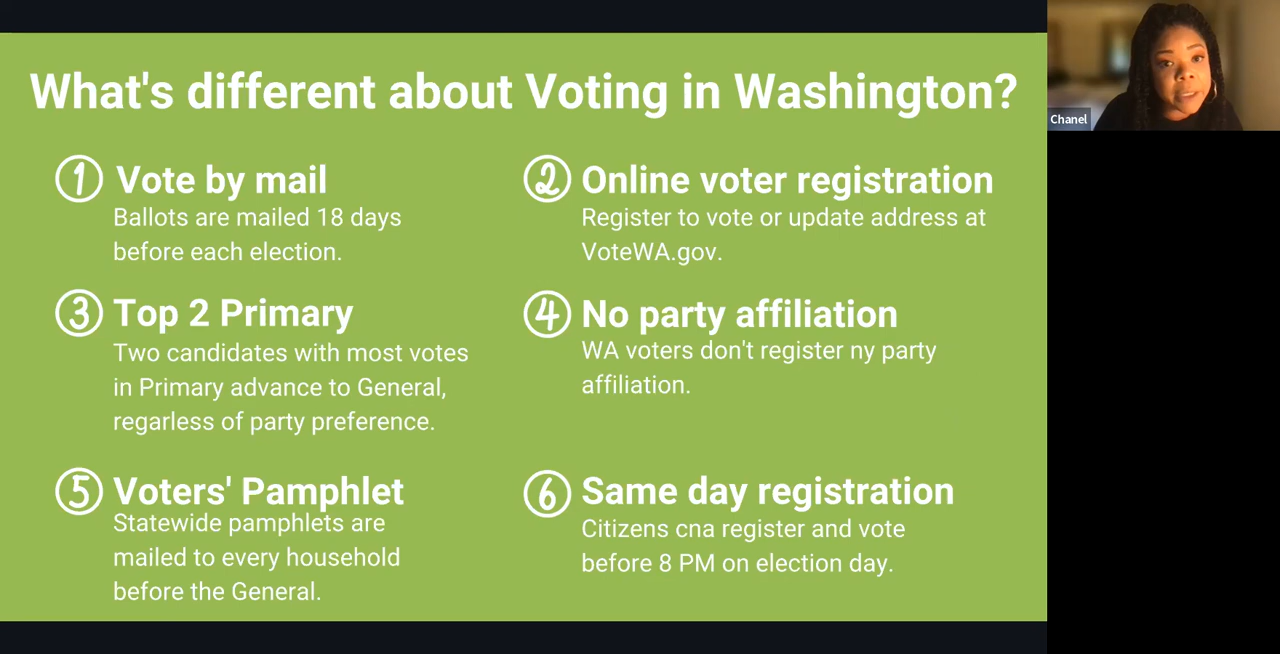 What's different about Voting in Washington?
1 Vote by mail
Ballots are mailed 18 days
before each election.
2 Online voter registration
Register to vote or update address at
VoteWA.gov.
3 Top 2 Primary
Two candidates with most votes
in Primary advance to General,
regarless of party preference.
4 No party affiliation
WA voters don't register ny party
affiliation.
5 Voters' Pamphlet
Statewide pamphlets are
mailed to every household
before the General.
6 Same day registration
Citizens cna register and vote
before 8 PM on election day.
Chanel